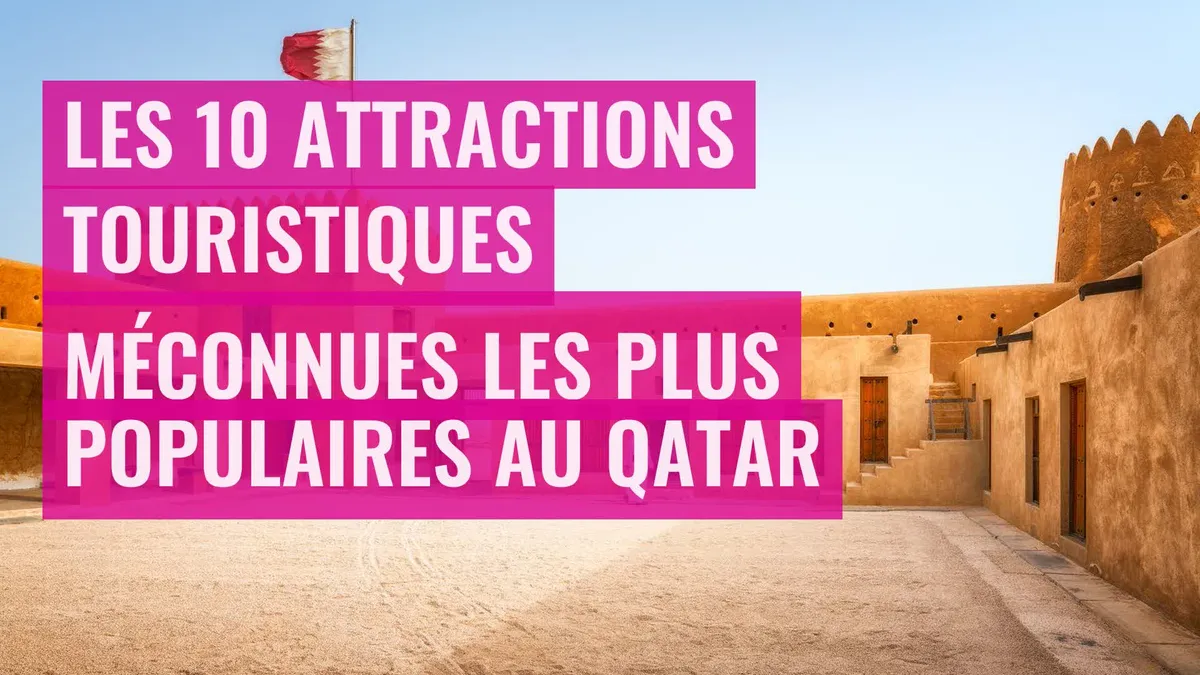 LES 10 ATTRACTIONS
TOURISTIQUES
MÉCONNUES LES PLUS
POPULAIRES AU QATAR